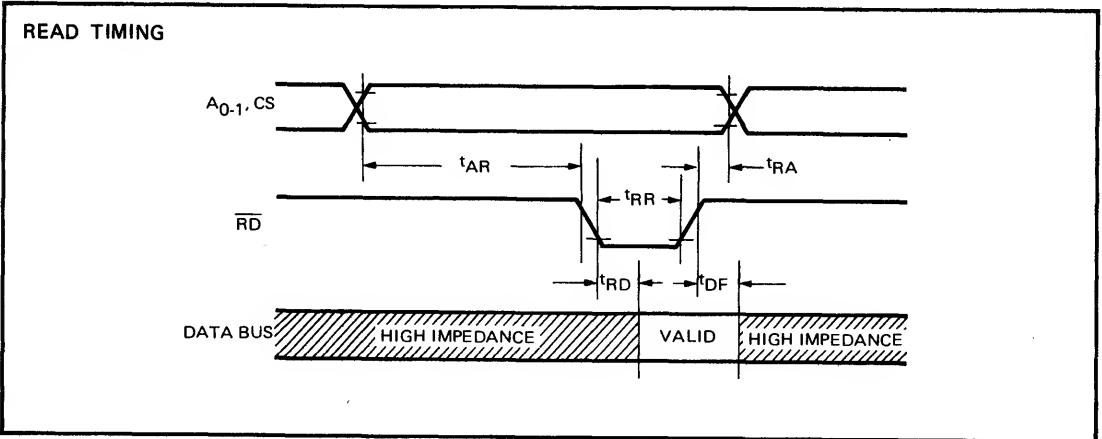 READ TIMING
A0-1, CS
tAR
tRA
tRR
RD
tRD
tDF
DATA BUS
HIGH IMPEDANCE
VALID
HIGH IMPEDANCE